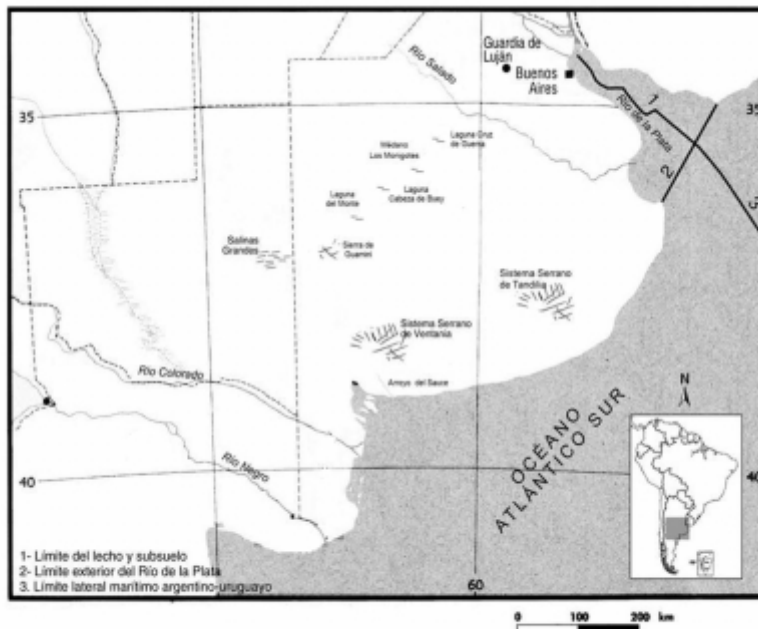 Guardia de
Luján
Buenos
Aires
Río Salado
35
35
1
Río de la Plata
2
3
Laguna Cruz
de Guerra
Médano
Los Mongotes
Laguna
Cabeza de Buey
Laguna
del Monte
Salinas
Grandes
Sierra de
Guaminí
Sistema Serrano
de Tandilia
Sistema Serrano
de Ventania
Río Colorado
Arroyo del Sauce
N
OCÉANO
ATLÁNTICO SUR
Río Negro
40
40
1- Límite del lecho y subsuelo
2- Límite exterior del Río de la Plata
3. Límite lateral marítimo argentino-uruguayo
60
0 100 200 km